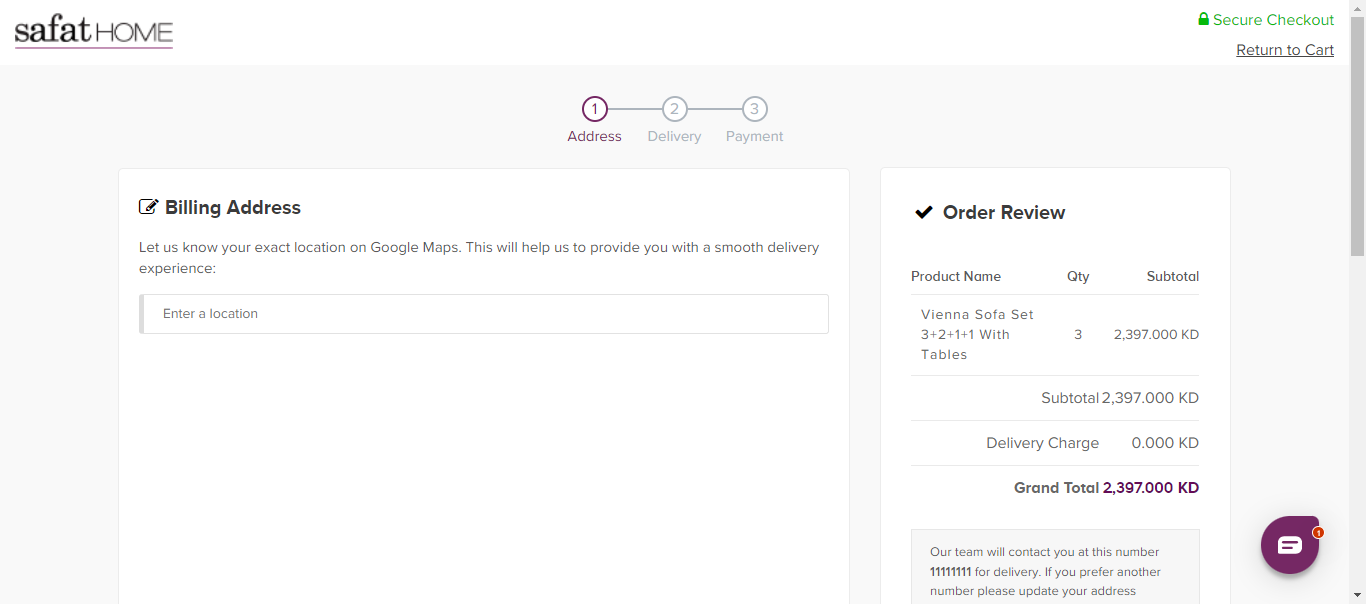 safat HOME
Secure Checkout
Return to Cart
1 2 3
Address Delivery Payment
Billing Address
Let us know your exact location on Google Maps. This will help us to provide you with a smooth delivery
experience:
Enter a location
Order Review
Product Name Qty Subtotal
Vienna Sofa Set
3+2+1+1 With 3 2,397.000 KD
Tables
Subtotal 2,397.000 KD
Delivery Charge 0.000 KD
Grand Total 2,397.000 KD
Our team will contact you at this number
11111111 for delivery. If you prefer another
number please update your address
1